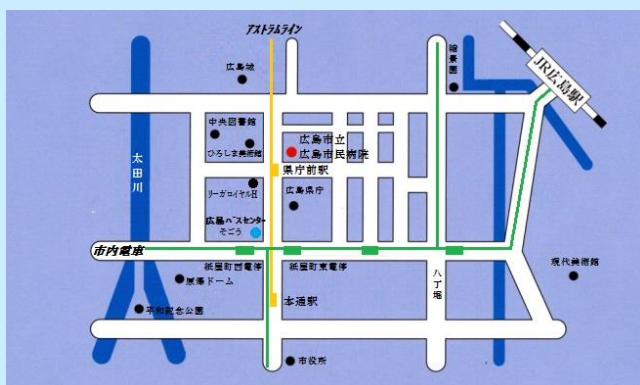 アストラムライン
広島城
縮景園
JR広島駅
中央図書館
ひろしま美術館
広島市立
広島市民病院
県庁前駅
太田川
リーガロイヤルH
広島県庁
広島バスセンター
そごう
市内電車
紙屋町西電停
紙屋町東電停
八丁堀
現代美術館
原爆ドーム
本通駅
平和記念公園
市役所